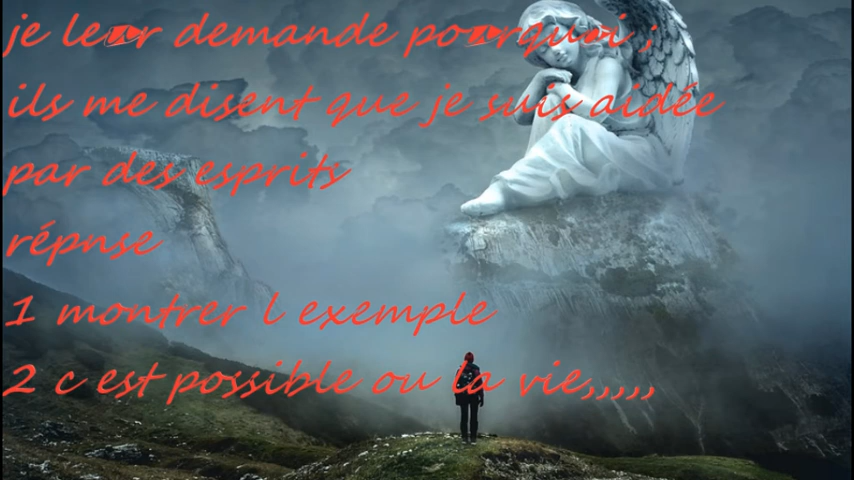 je leur demande pourquoi ;
ils me disent que je suis aidée
par des esprits
répnse
1 montrer l exemple
2 c est possible ou la vie,,,,,